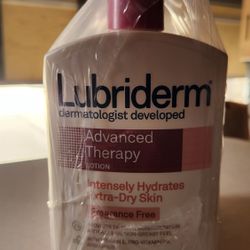 Lubriderm
dermatologist developed
Advanced
Therapy
LOTION
Intensely Hydrates
Extra-Dry Skin
Fragrance Free